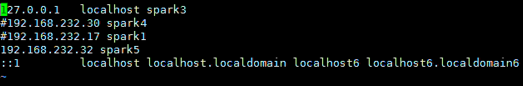 127.0.0.1   localhost spark3
#192.168.232.30 spark4
#192.168.232.17 spark1
192.168.232.32 spark5
::1         localhost localhost.localdomain localhost6 localhost6.localdomain6
~